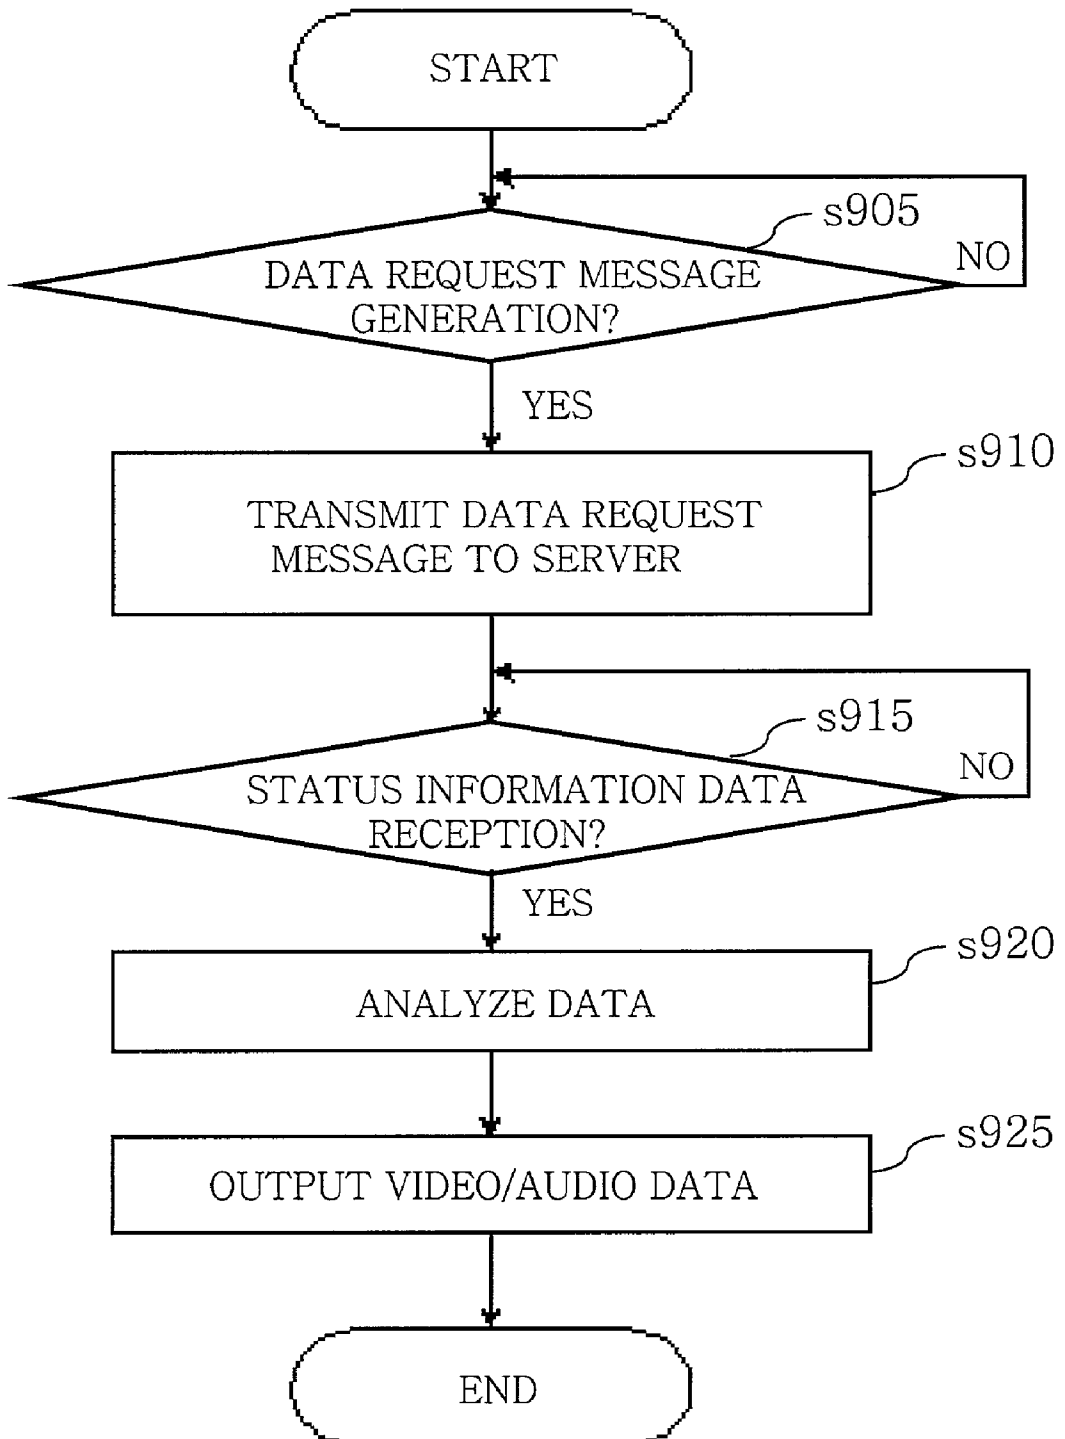 START
s905
NO
DATA REQUEST MESSAGE
GENERATION?
YES
s910
TRANSMIT DATA REQUEST
MESSAGE TO SERVER
s915
NO
STATUS INFORMATION DATA
RECEPTION?
YES
s920
ANALYZE DATA
s925
OUTPUT VIDEO/AUDIO DATA
END